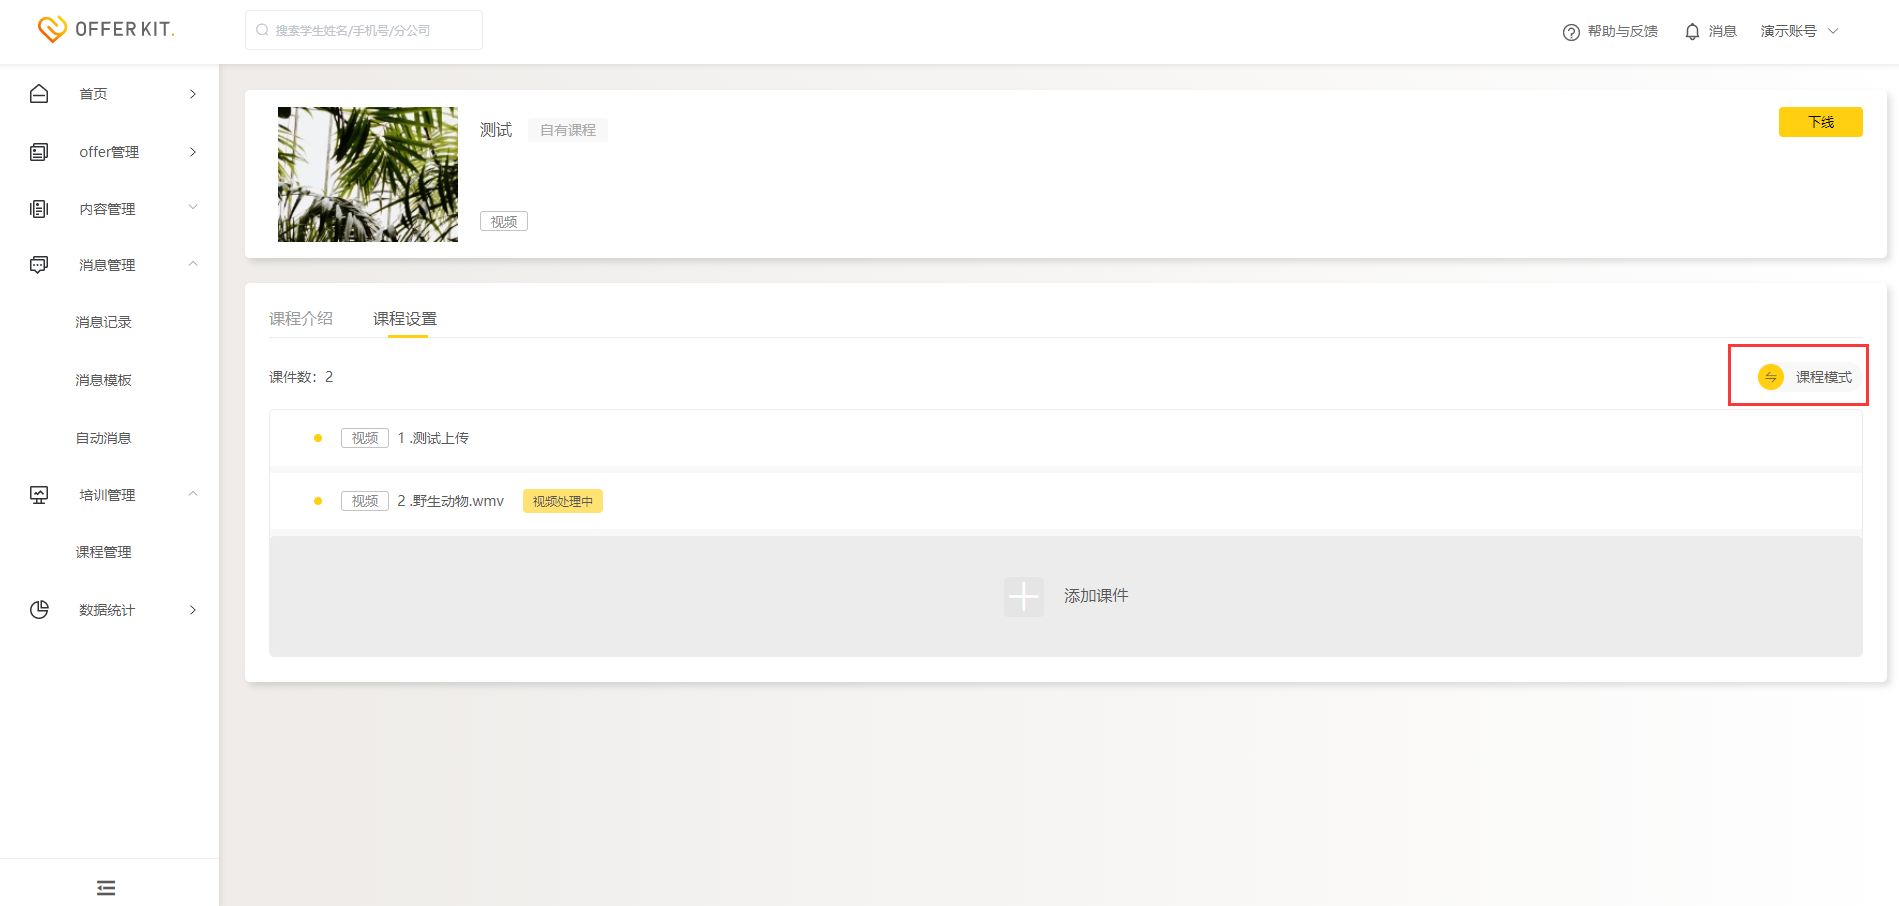 OFFER KIT.
搜索学生姓名/手机号/分公司
帮助与反馈
消息
演示账号
首页
offer管理
内容管理
消息管理
消息记录
消息模板
自动消息
培训管理
课程管理
数据统计
测试 自有课程
下线
视频
课程介绍 课程设置
课件数：2
课程模式
视频 1 .测试上传
视频 2 .野生动物.wmv 视频处理中
添加课件